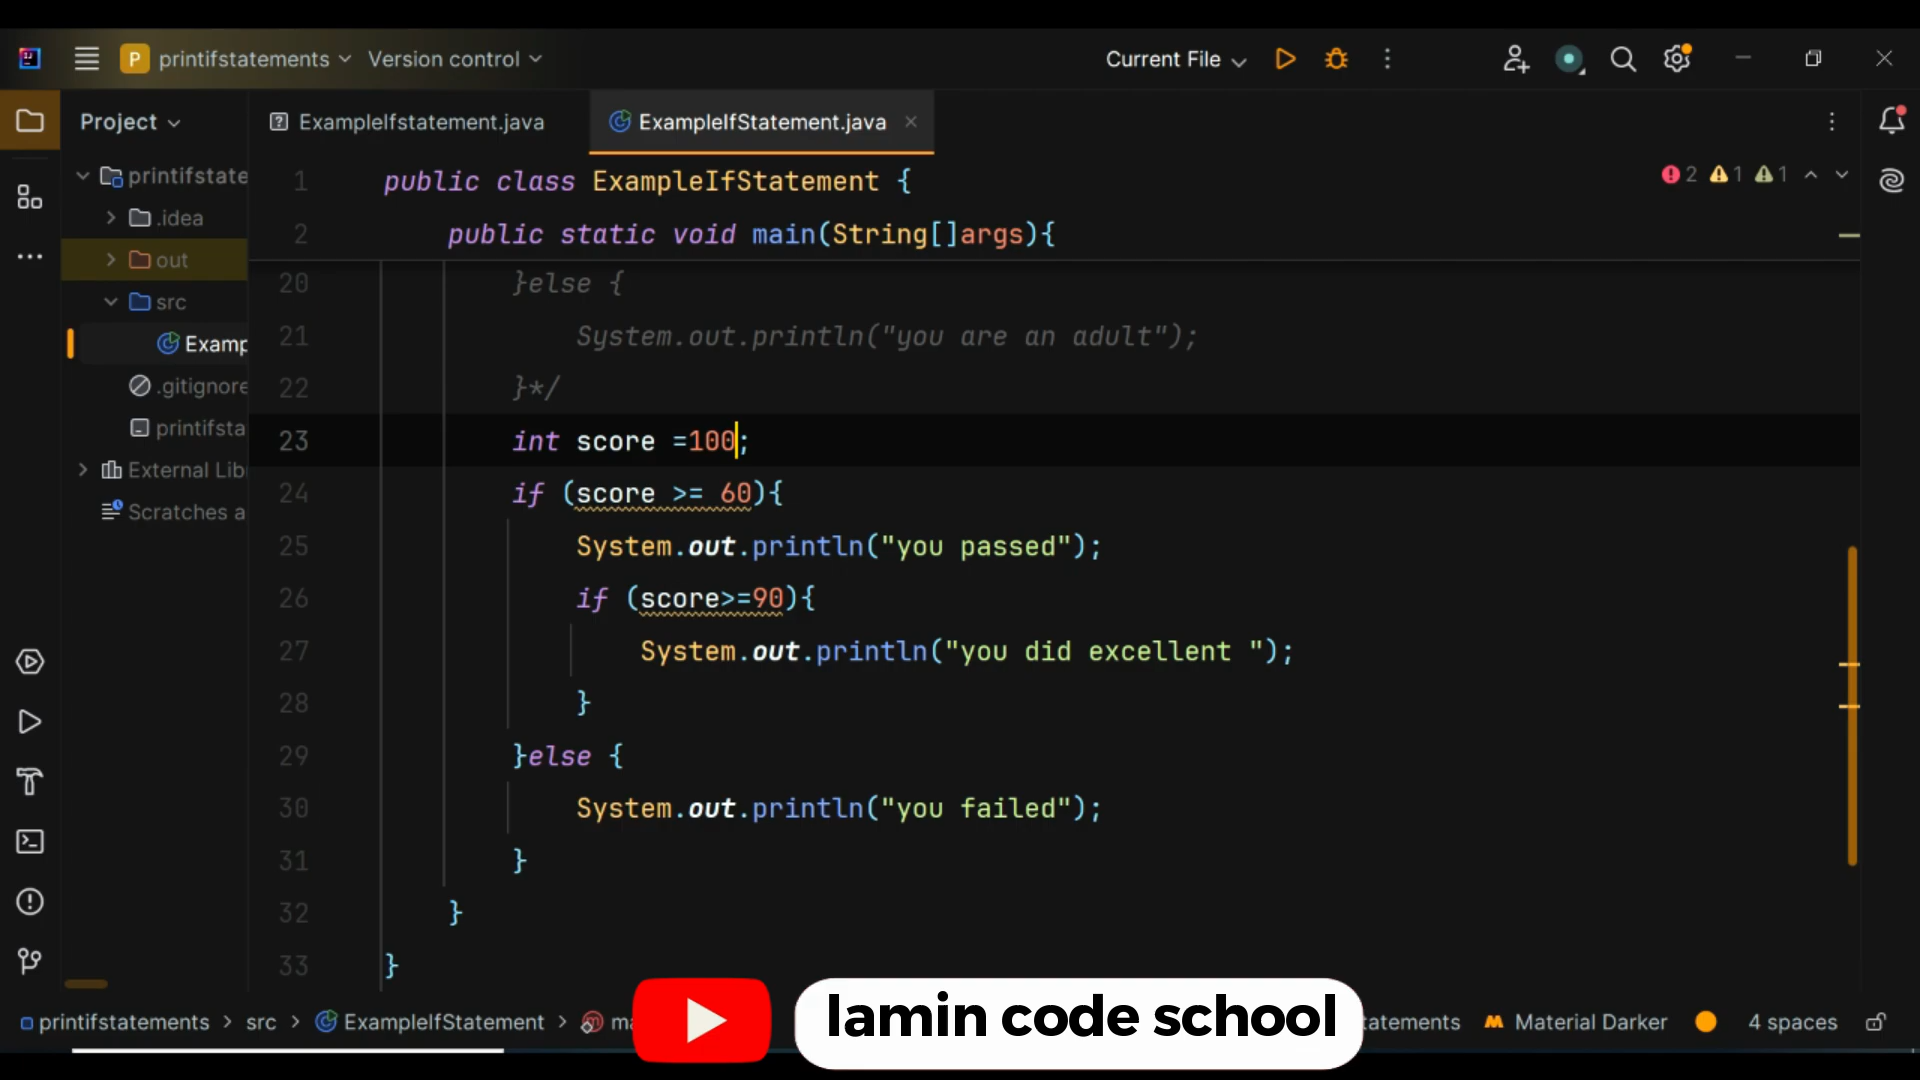 P printifstatements Version control Current File
Project
ExampleIfstatement.java
ExampleIfStatement.java
2 1 1
printifstate
.idea
out
src
Examp
.gitignore
printifsta
External Lib
Scratches a
1 public class ExampleIfStatement {
2 public static void main(String[]args){
20 }else {
21 System.out.println("you are an adult");
22 }*/
23 int score =100;
24 if (score >= 60){
25 System.out.println("you passed");
26 if (score>=90){
27 System.out.println("you did excellent ");
28 }
29 }else {
30 System.out.println("you failed");
31 }
32 }
33 }
printifstatements > src > ExampleIfStatement > m ma
lamin code school
tatements Material Darker 4 spaces